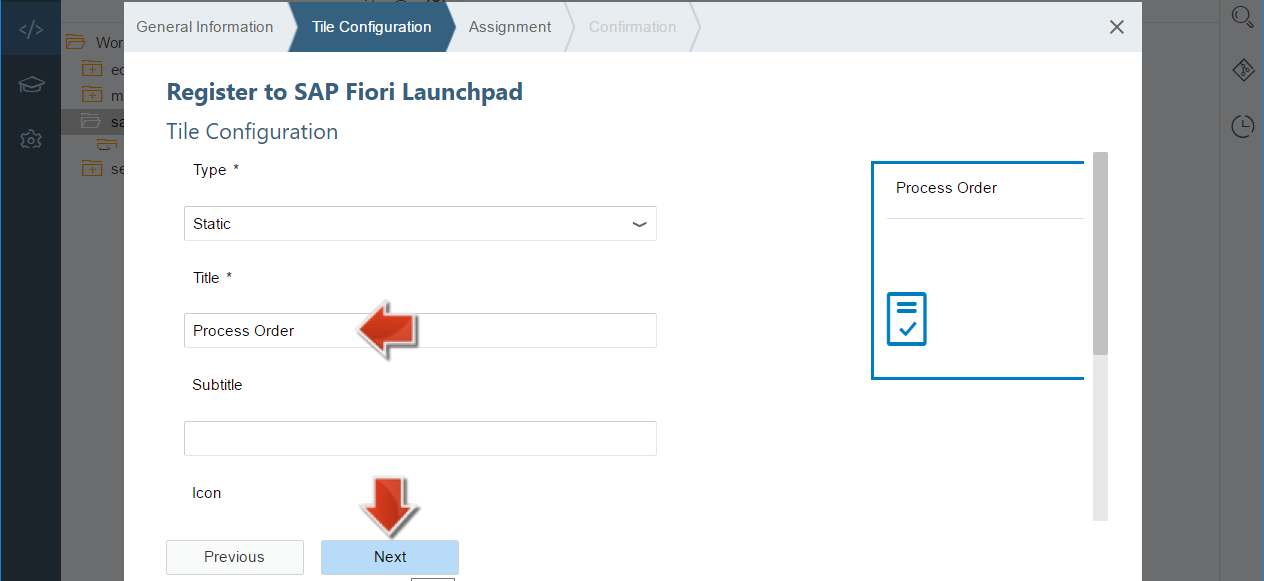 General Information
Tile Configuration
Assignment
Confirmation
Wor
ec
m
sa
se
Register to SAP Fiori Launchpad
Tile Configuration
Type *
Static
Title *
Process Order
Subtitle
Icon
Previous
Next
Process Order